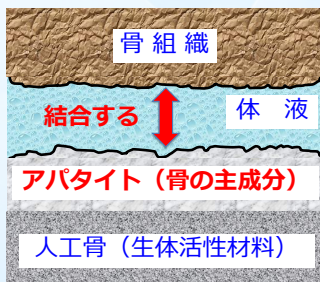 骨 組 織
結合する
体　液
アパタイト（骨の主成分）
人工骨（生体活性材料）